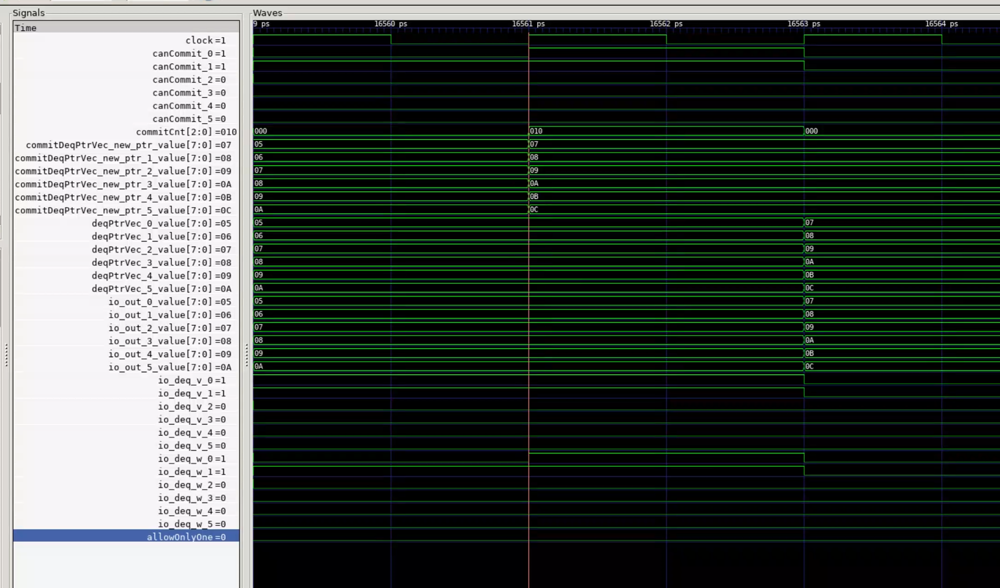 Signals
Waves
Time
9 ps 16560 ps 16561 ps 16562 ps 16563 ps 16564 ps
clock=1
canCommit_0=1
canCommit_1=1
canCommit_2=0
canCommit_3=0
canCommit_4=0
canCommit_5=0
commitCnt[2:0]=010 000 010 000
commitDeqPtrVec_new_ptr_value[7:0]=07 05 07
commitDeqPtrVec_new_ptr_1_value[7:0]=08 06 08
commitDeqPtrVec_new_ptr_2_value[7:0]=09 07 09
commitDeqPtrVec_new_ptr_3_value[7:0]=0A 08 0A
commitDeqPtrVec_new_ptr_4_value[7:0]=0B 09 0B
commitDeqPtrVec_new_ptr_5_value[7:0]=0C 0A 0C
deqPtrVec_0_value[7:0]=05 05 07
deqPtrVec_1_value[7:0]=06 06 08
deqPtrVec_2_value[7:0]=07 07 09
deqPtrVec_3_value[7:0]=08 08 0A
deqPtrVec_4_value[7:0]=09 09 0B
deqPtrVec_5_value[7:0]=0A 0A 0C
io_out_0_value[7:0]=05 05 07
io_out_1_value[7:0]=06 06 08
io_out_2_value[7:0]=07 07 09
io_out_3_value[7:0]=08 08 0A
io_out_4_value[7:0]=09 09 0B
io_out_5_value[7:0]=0A 0A 0C
io_deq_v_0=1
io_deq_v_1=1
io_deq_v_2=0
io_deq_v_3=0
io_deq_v_4=0
io_deq_v_5=0
io_deq_w_0=1
io_deq_w_1=1
io_deq_w_2=0
io_deq_w_3=0
io_deq_w_4=0
io_deq_w_5=0
allowOnlyOne=0